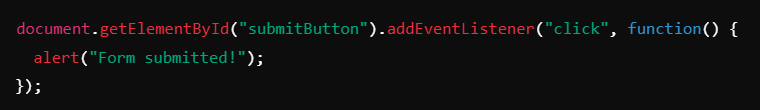 document.getElementById("submitButton").addEventListener("click", function() {
  alert("Form submitted!");
});